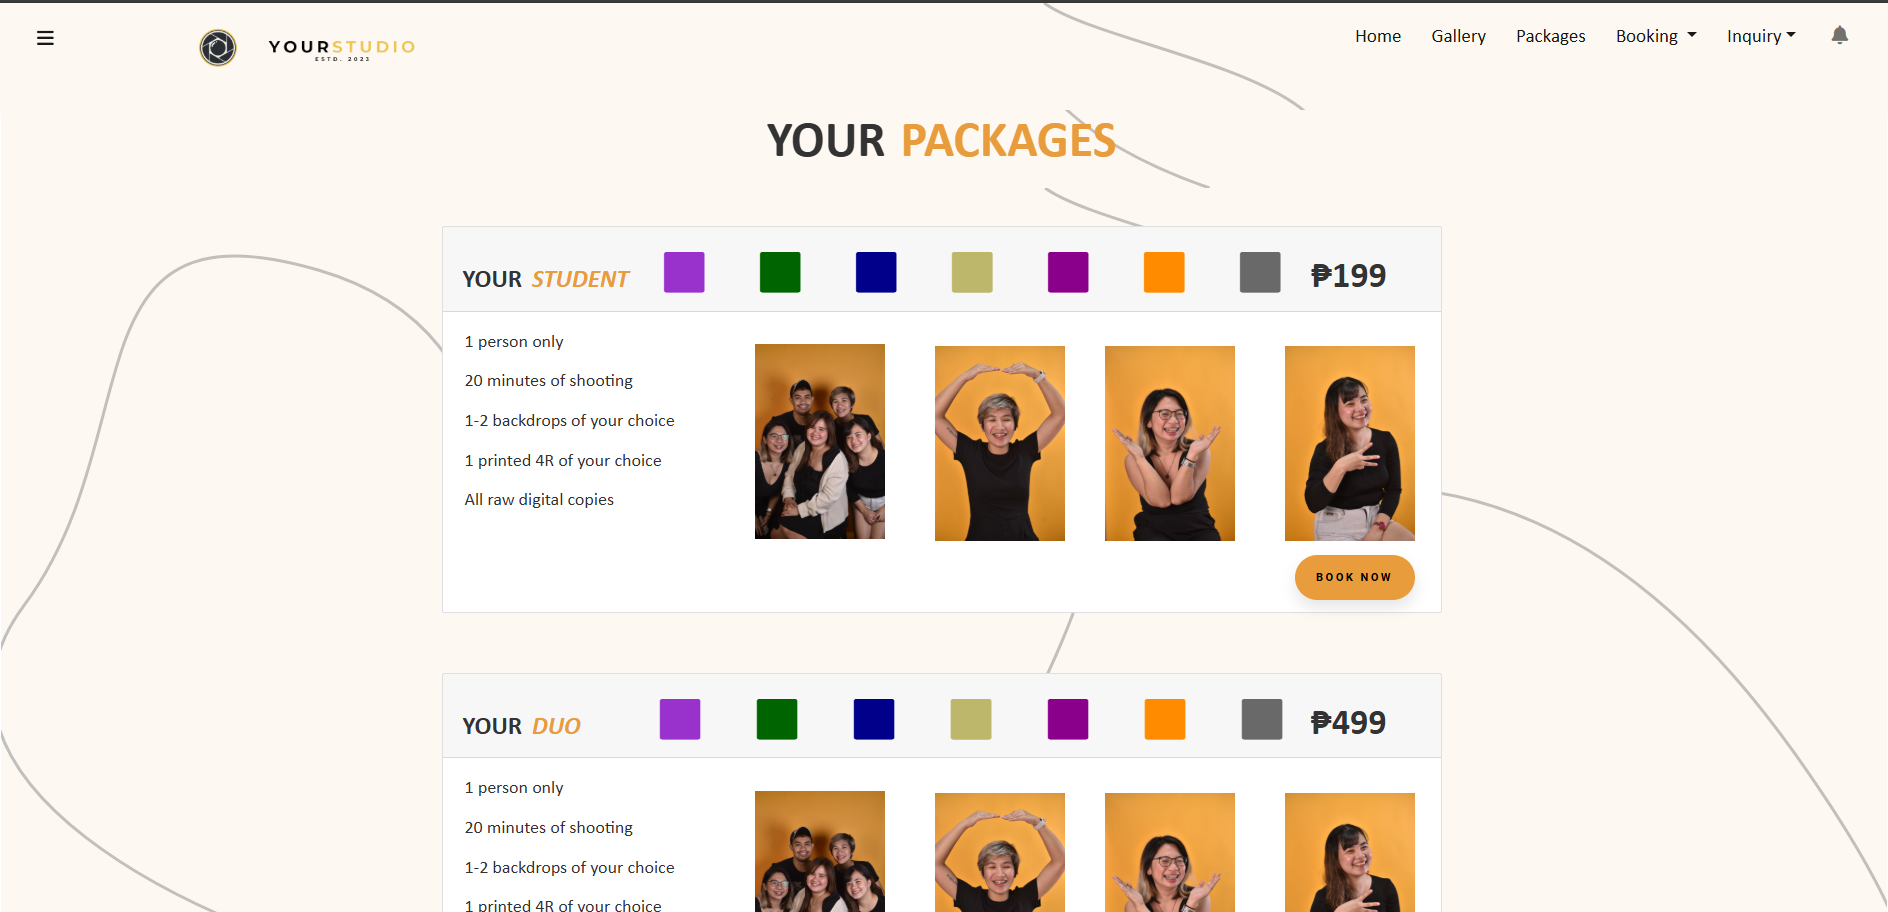 YOURSTUDIO
ESTD. 2023
Home Gallery Packages Booking Inquiry
YOUR PACKAGES
YOUR STUDENT ₱199
1 person only
20 minutes of shooting
1-2 backdrops of your choice
1 printed 4R of your choice
All raw digital copies
BOOK NOW
YOUR DUO ₱499
1 person only
20 minutes of shooting
1-2 backdrops of your choice
1 printed 4R of your choice